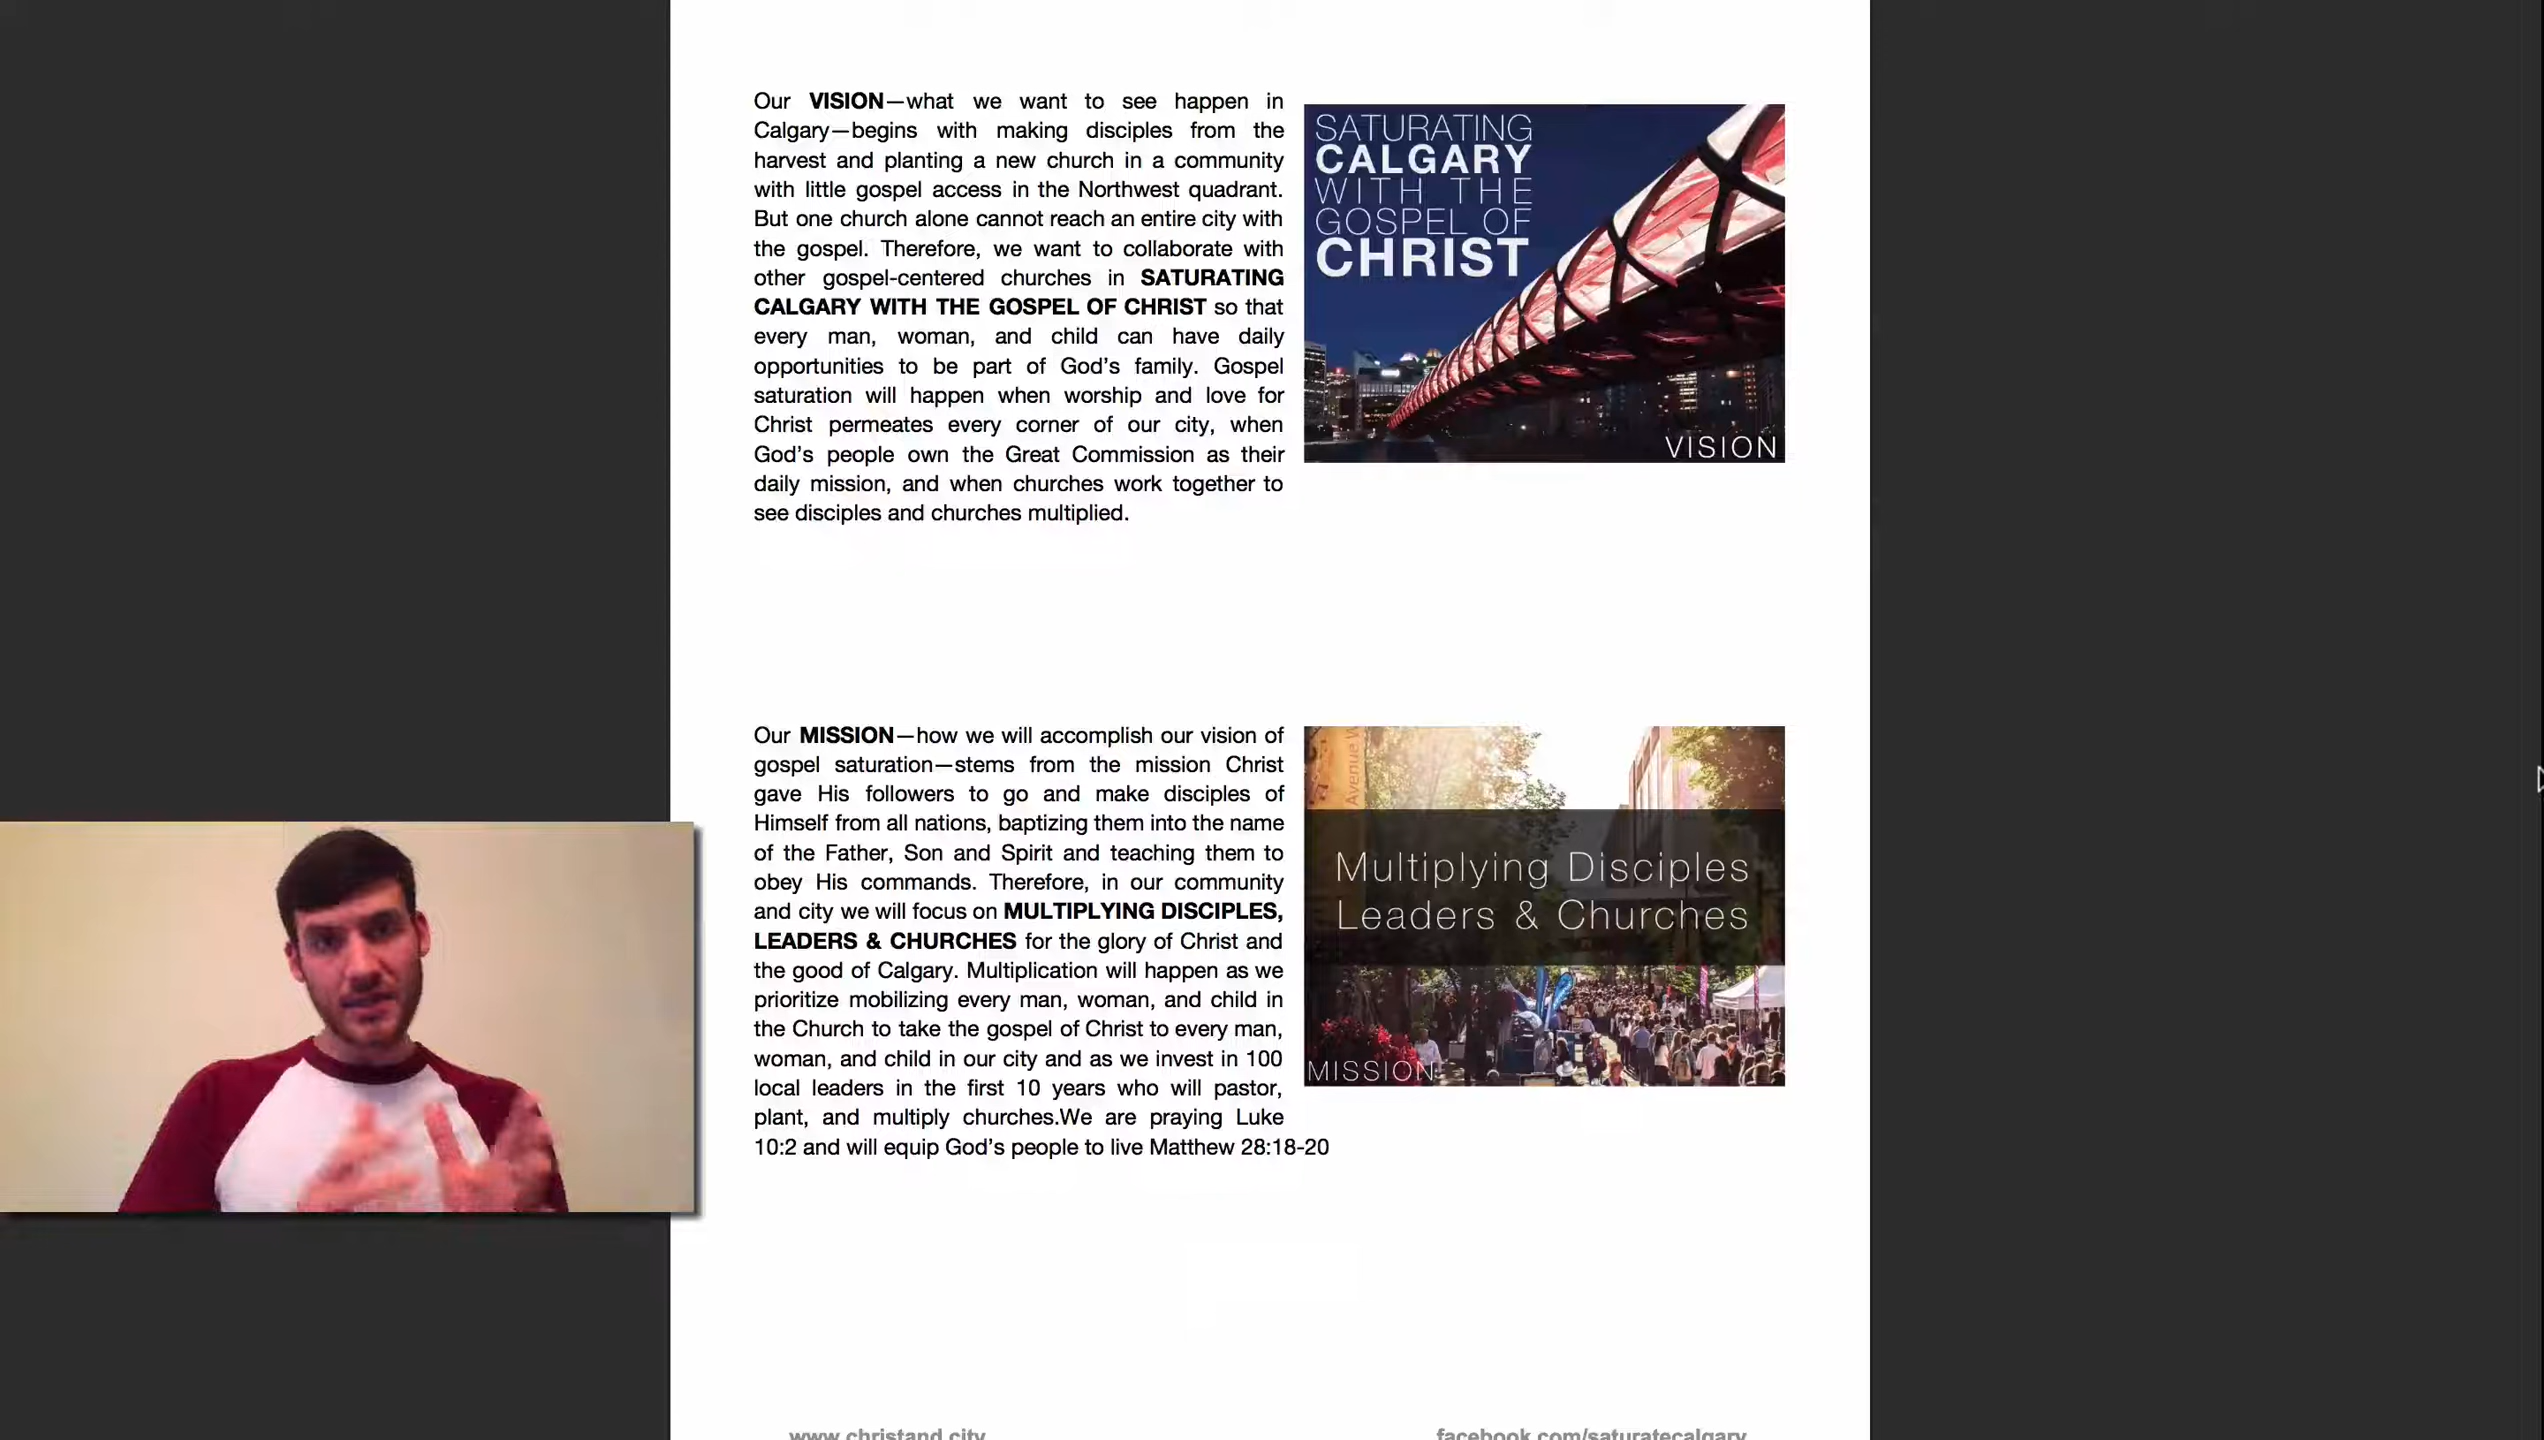 Our VISION—what we want to see happen in
Calgary—begins with making disciples from the
harvest and planting a new church in a community
with little gospel access in the Northwest quadrant.
But one church alone cannot reach an entire city with
the gospel. Therefore, we want to collaborate with
other gospel-centered churches in SATURATING
CALGARY WITH THE GOSPEL OF CHRIST so that
every man, woman, and child can have daily
opportunities to be part of God's family. Gospel
saturation will happen when worship and love for
Christ permeates every corner of our city, when
God's people own the Great Commission as their
daily mission, and when churches work together to
see disciples and churches multiplied.
SATURATING
CALGARY
WITH THE
GOSPEL OF
CHRIST
VISION
Our MISSION—how we will accomplish our vision of
gospel saturation—stems from the mission Christ
gave His followers to go and make disciples of
Himself from all nations, baptizing them into the name
of the Father, Son and Spirit and teaching them to
obey His commands. Therefore, in our community
and city we will focus on MULTIPLYING DISCIPLES,
LEADERS & CHURCHES for the glory of Christ and
the good of Calgary. Multiplication will happen as we
prioritize mobilizing every man, woman, and child in
the Church to take the gospel of Christ to every man,
woman, and child in our city and as we invest in 100
local leaders in the first 10 years who will pastor,
plant, and multiply churches.We are praying Luke
10:2 and will equip God's people to live Matthew 28:18-20
Avenue W
Multiplying Disciples
Leaders & Churches
MISSION
www.christand.city
facebook.com/saturatecalgary